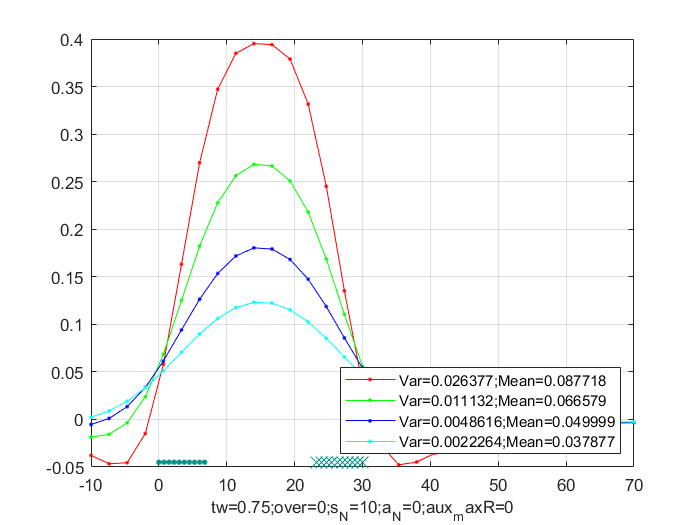 0.4
0.35
0.3
0.25
0.2
0.15
0.1
0.05
0
-0.05
-10 0 10 20 30 40 50 60 70
Var=0.026377;Mean=0.087718
Var=0.011132;Mean=0.066579
Var=0.0048616;Mean=0.049999
Var=0.0022264;Mean=0.037877
tw=0.75;over=0;s_N=10;a_N=0;aux_maxR=0